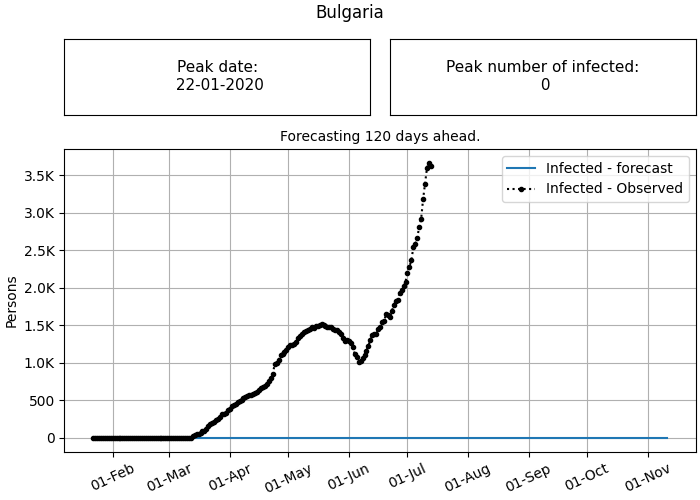 Bulgaria
Peak date:
22-01-2020
Peak number of infected:
0
Forecasting 120 days ahead.
Infected - forecast
Infected - Observed
Persons
3.5K
3.0K
2.5K
2.0K
1.5K
1.0K
500
0
01-Feb
01-Mar
01-Apr
01-May
01-Jun
01-Jul
01-Aug
01-Sep
01-Oct
01-Nov